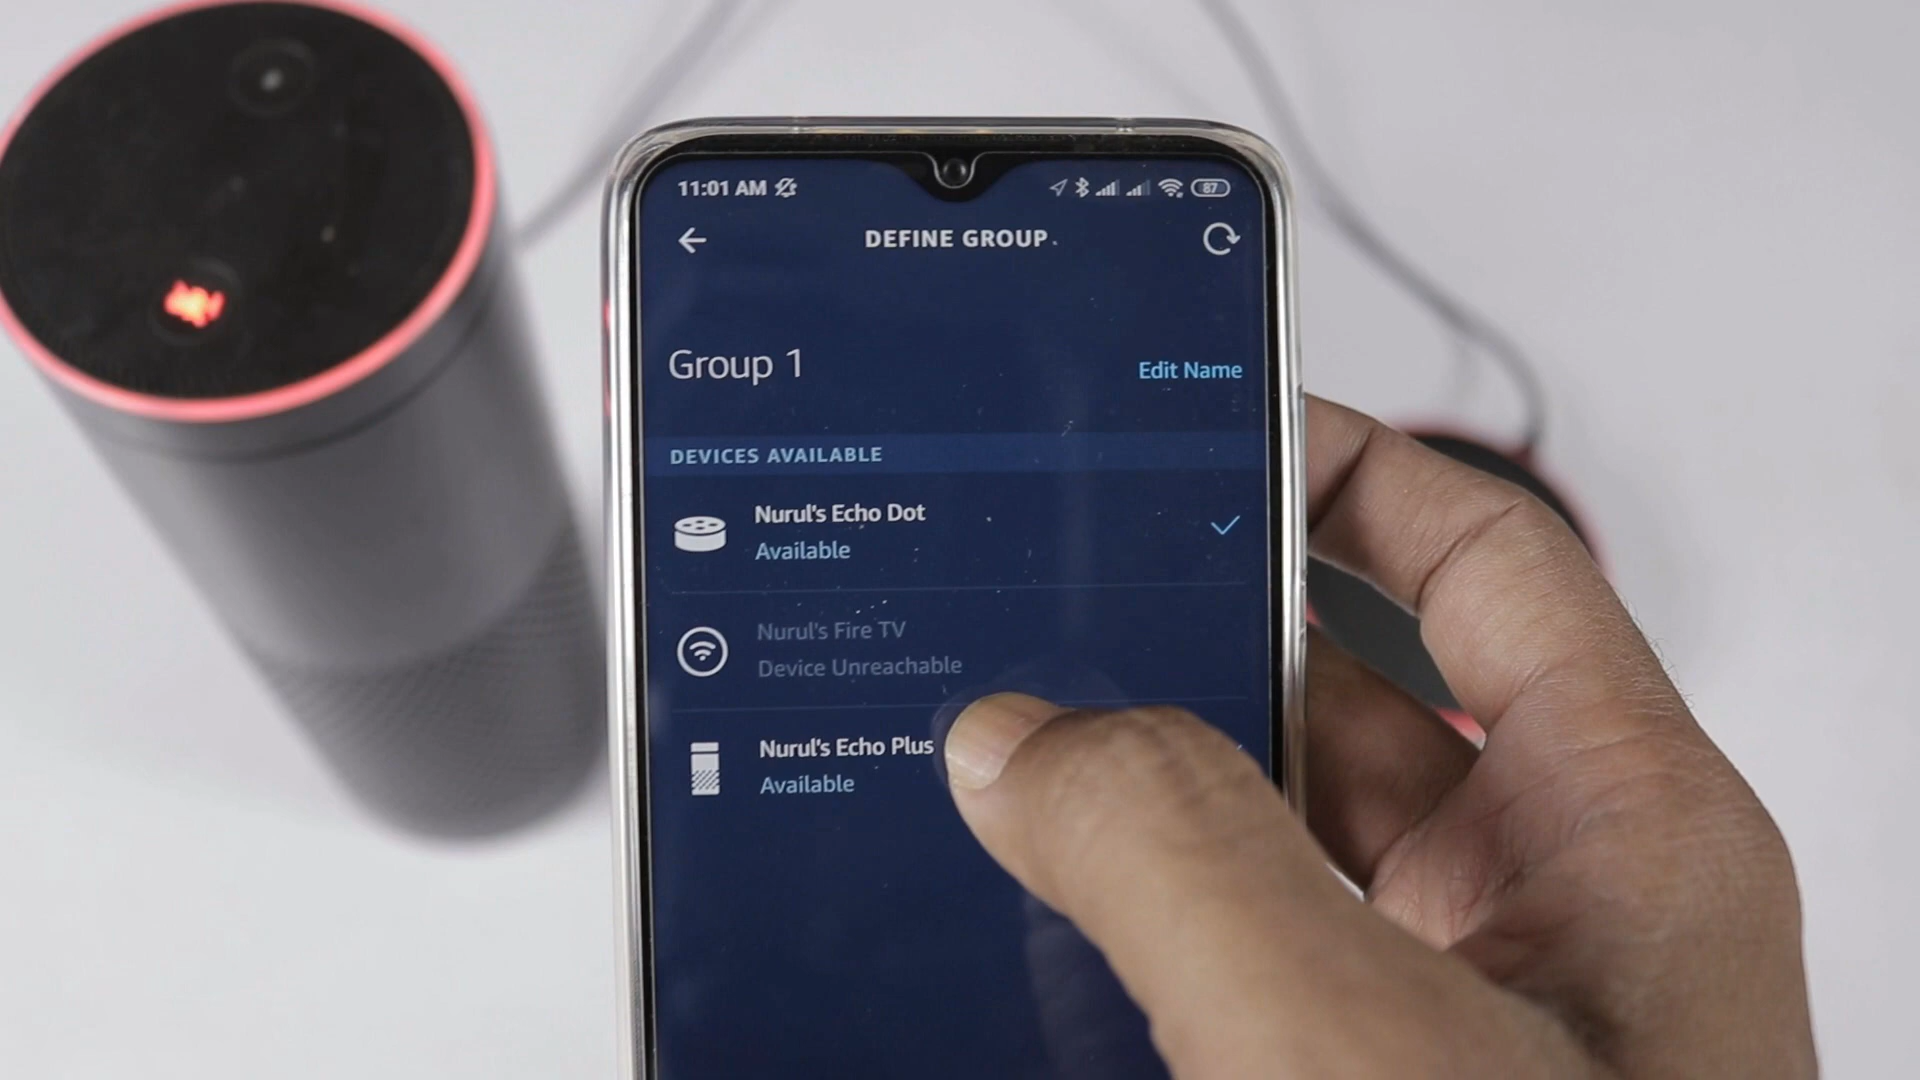 11:01 AM
87
DEFINE GROUP
Group 1
Edit Name
DEVICES AVAILABLE
Nurul's Echo Dot
Available
Nurul's Fire TV
Device Unreachable
Nurul's Echo Plus
Available